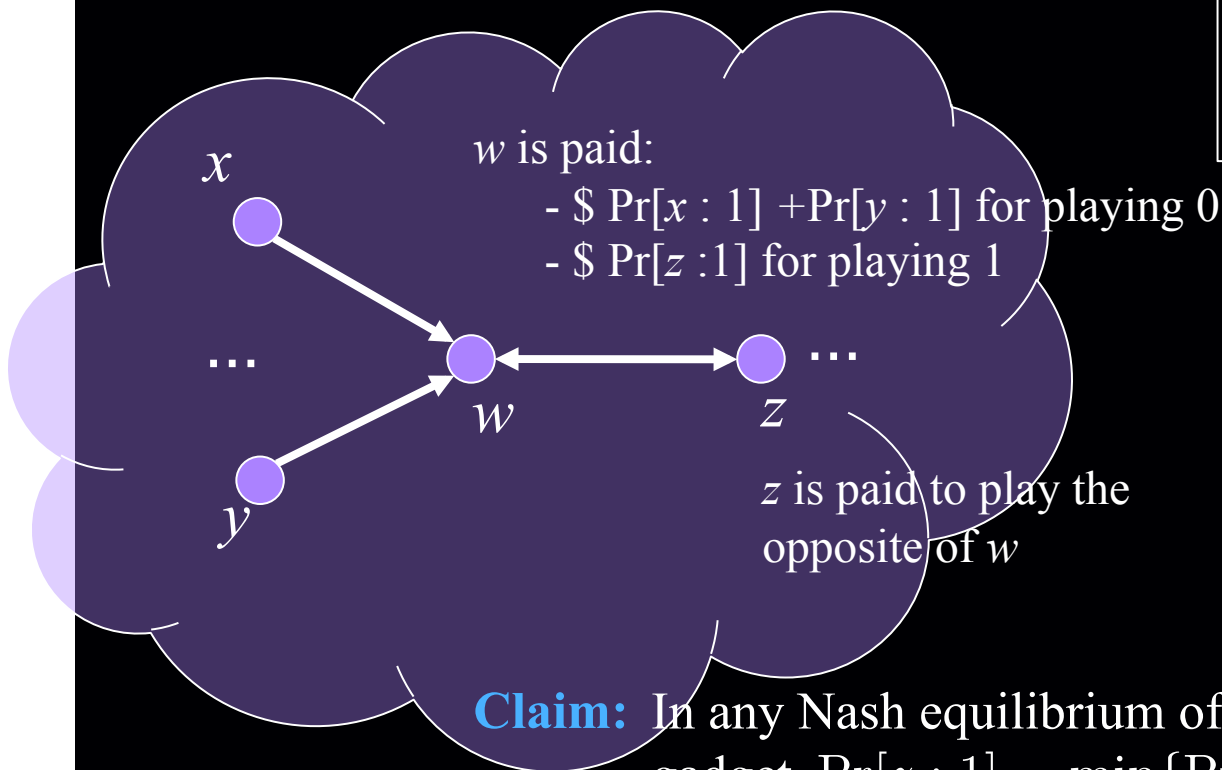 x
w is paid:
- $ Pr[x : 1] +Pr[y : 1] for playing 0
- $ Pr[z :1] for playing 1
...
...
w
z
y
z is paid to play the
opposite of w
Claim: In any Nash equilibrium of